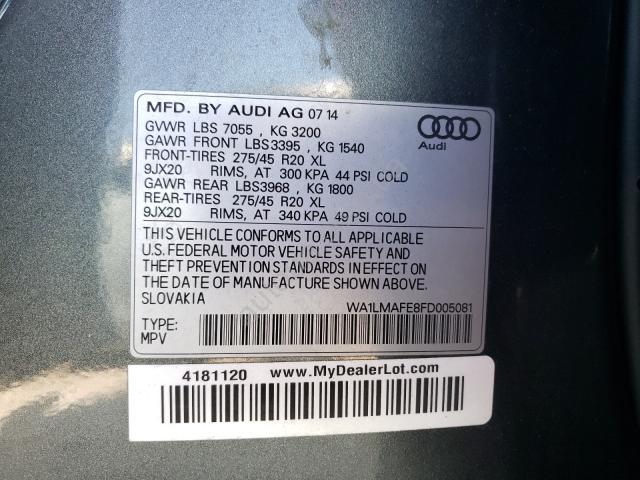 MFD. BY AUDI AG 07 14
GVWR LBS 7055 , KG 3200
GAWR FRONT LBS3395 , KG 1540
FRONT-TIRES 275/45 R20 XL
9JX20 RIMS, AT 300 KPA 44 PSI COLD
GAWR REAR LBS3968 , KG 1800
REAR-TIRES 275/45 R20 XL
9JX20 RIMS, AT 340 KPA 49 PSI COLD
Audi
THIS VEHICLE CONFORMS TO ALL APPLICABLE
U.S. FEDERAL MOTOR VEHICLE SAFETY AND
THEFT PREVENTION STANDARDS IN EFFECT ON
THE DATE OF MANUFACTURE SHOWN ABOVE.
SLOVAKIA
WA1LMAFE8FD005081
TYPE:
MPV
4181120 www.MyDealerLot.com